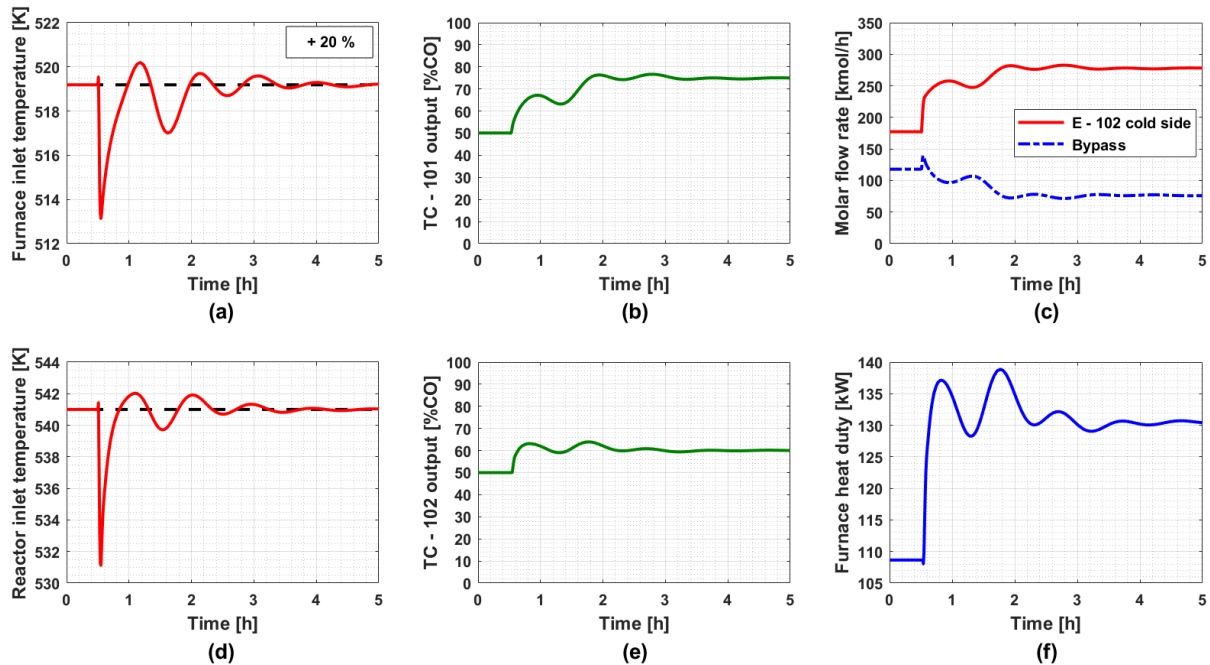 Furnace inlet temperature [K]
522
520
518
516
514
512
0 1 2 3 4 5
Time [h]
+ 20 %
(a)
TC - 101 output [%CO]
100
90
80
70
60
50
40
30
20
10
0
0 1 2 3 4 5
Time [h]
(b)
Molar flow rate [kmol/h]
350
300
250
200
150
100
50
0
0 1 2 3 4 5
Time [h]
E - 102 cold side
Bypass
(c)
Reactor inlet temperature [K]
544
542
540
538
536
534
532
530
0 1 2 3 4 5
Time [h]
(d)
TC - 102 output [%CO]
100
90
80
70
60
50
40
30
20
10
0
0 1 2 3 4 5
Time [h]
(e)
Furnace heat duty [kW]
140
135
130
125
120
115
110
105
0 1 2 3 4 5
Time [h]
(f)